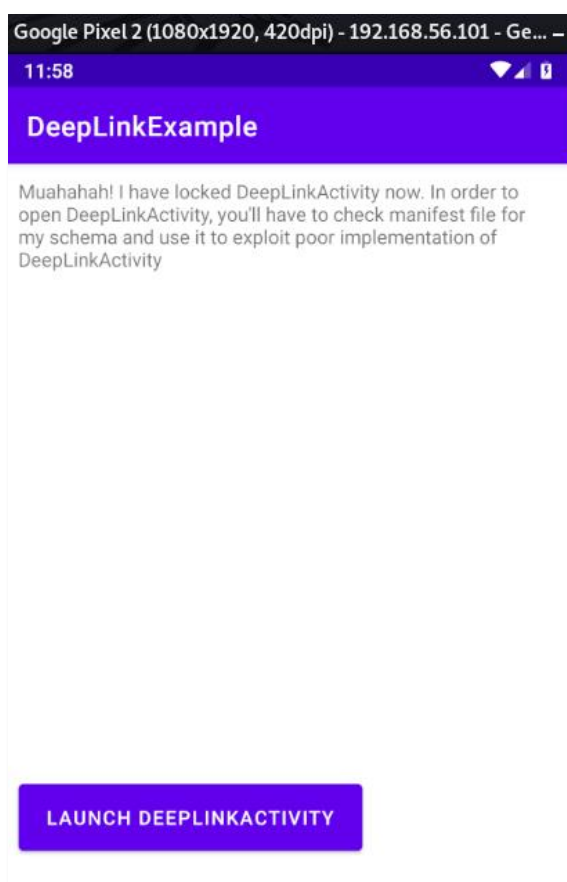 Google Pixel 2 (1080x1920, 420dpi) - 192.168.56.101 - Ge... –
11:58
DeepLinkExample
Muahahah! I have locked DeepLinkActivity now. In order to
open DeepLinkActivity, you'll have to check manifest file for
my schema and use it to exploit poor implementation of
DeepLinkActivity
LAUNCH DEEPLINKACTIVITY